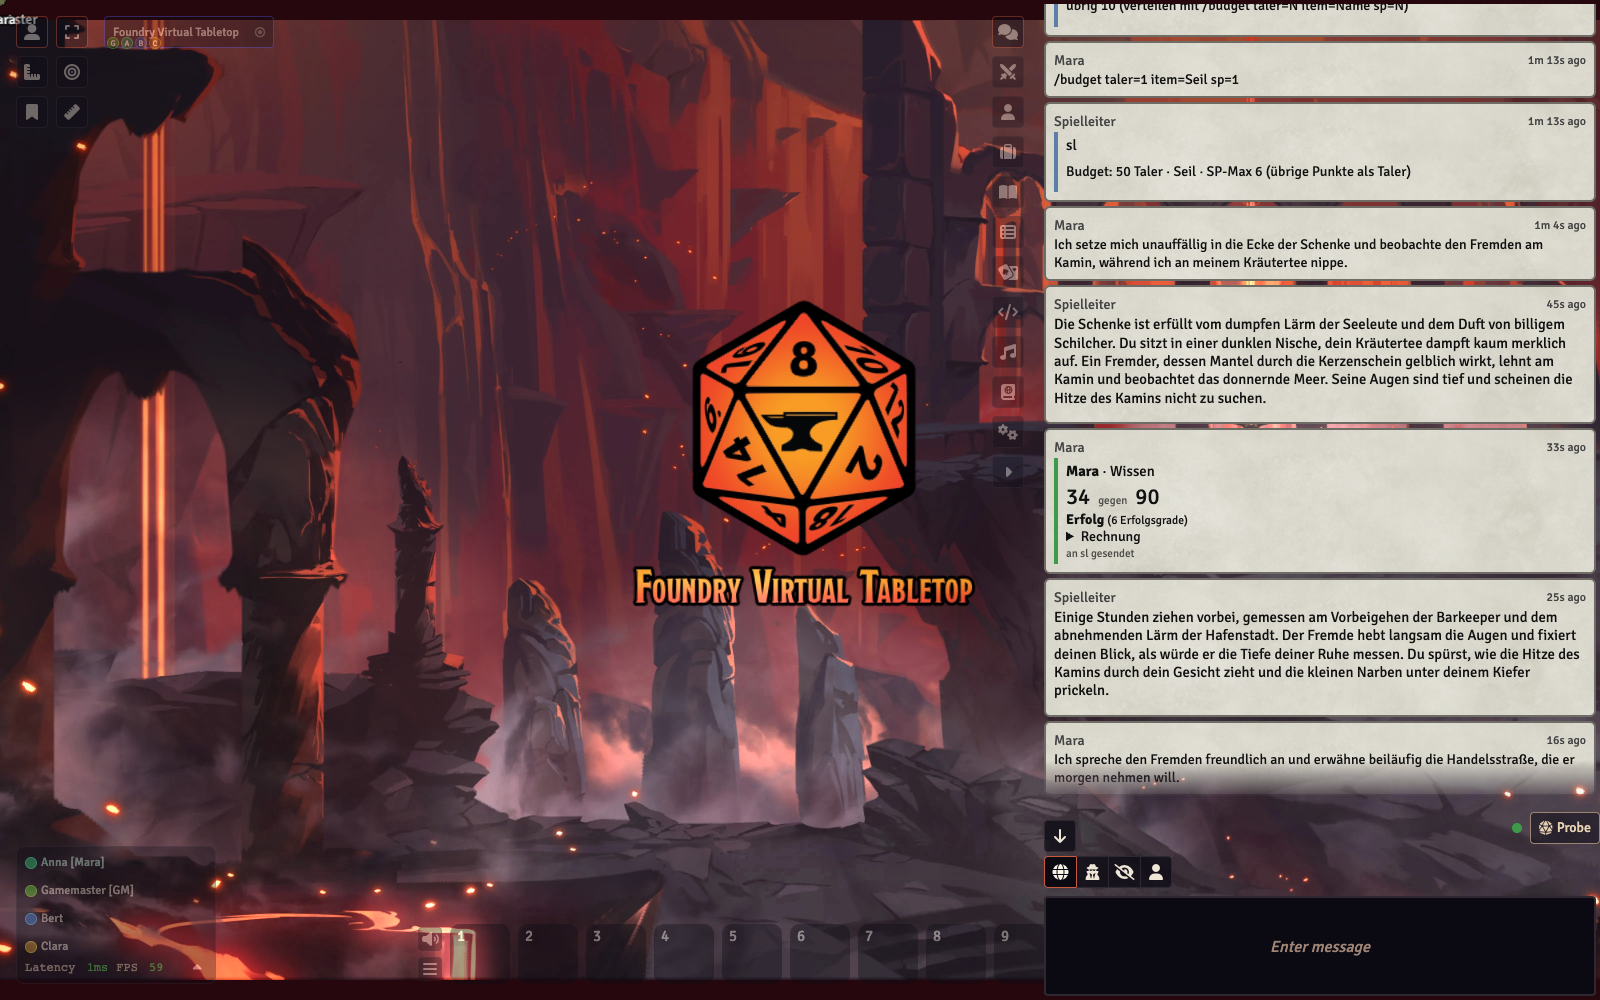 Foundry Virtual Tabletop
G A B C
8
20
12
2
18
4
14
6.
16
FOUNDRY VIRTUAL TABLETOP
Anna [Mara]
Gamemaster [GM]
Bert
Clara
Latency 1ms FPS 59
1 2 3 4 5 6 7 8 9
übrig 10 (verteilen mit /budget taler=N item=Name sp=N)
Mara 1m 13s ago
/budget taler=1 item=Seil sp=1
Spielleiter 1m 13s ago
sl
Budget: 50 Taler · Seil · SP-Max 6 (übrige Punkte als Taler)
Mara 1m 4s ago
Ich setze mich unauffällig in die Ecke der Schenke und beobachte den Fremden am
Kamin, während ich an meinem Kräutertee nippe.
Spielleiter 45s ago
Die Schenke ist erfüllt vom dumpfen Lärm der Seeleute und dem Duft von billigem
Schilcher. Du sitzt in einer dunklen Nische, dein Kräutertee dampft kaum merklich
auf. Ein Fremder, dessen Mantel durch die Kerzenschein gelblich wirkt, lehnt am
Kamin und beobachtet das donnernde Meer. Seine Augen sind tief und scheinen die
Hitze des Kamins nicht zu suchen.
Mara 33s ago
Mara · Wissen
34 gegen 90
Erfolg (6 Erfolgsgrade)
Rechnung
an sl gesendet
Spielleiter 25s ago
Einige Stunden ziehen vorbei, gemessen am Vorbeigehen der Barkeeper und dem
abnehmenden Lärm der Hafenstadt. Der Fremde hebt langsam die Augen und fixiert
deinen Blick, als würde er die Tiefe deiner Ruhe messen. Du spürst, wie die Hitze des
Kamins durch dein Gesicht zieht und die kleinen Narben unter deinem Kiefer
prickeln.
Mara 16s ago
Ich spreche den Fremden freundlich an und erwähne beiläufig die Handelsstraße, die er
morgen nehmen will.
Probe
Enter message